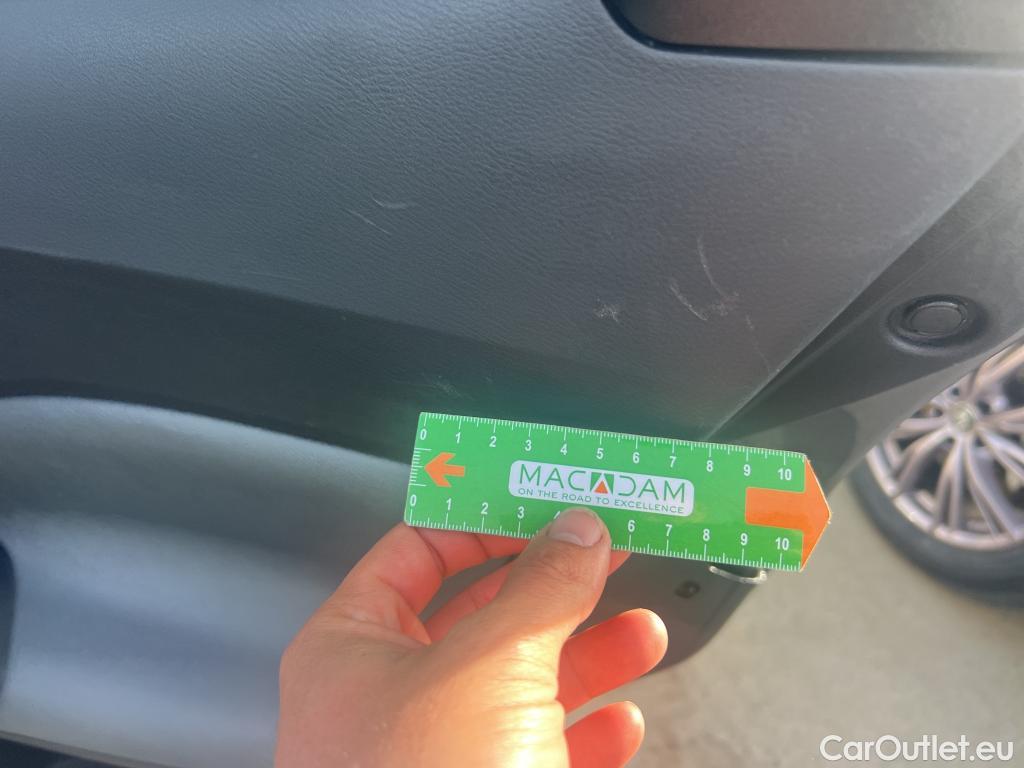 0 1 2 3 4 5 6 7 8 9 10
MACADAM
ON THE ROAD TO EXCELLENCE
0 1 2 3 4 6 7 8 9 10
CarOutlet.eu